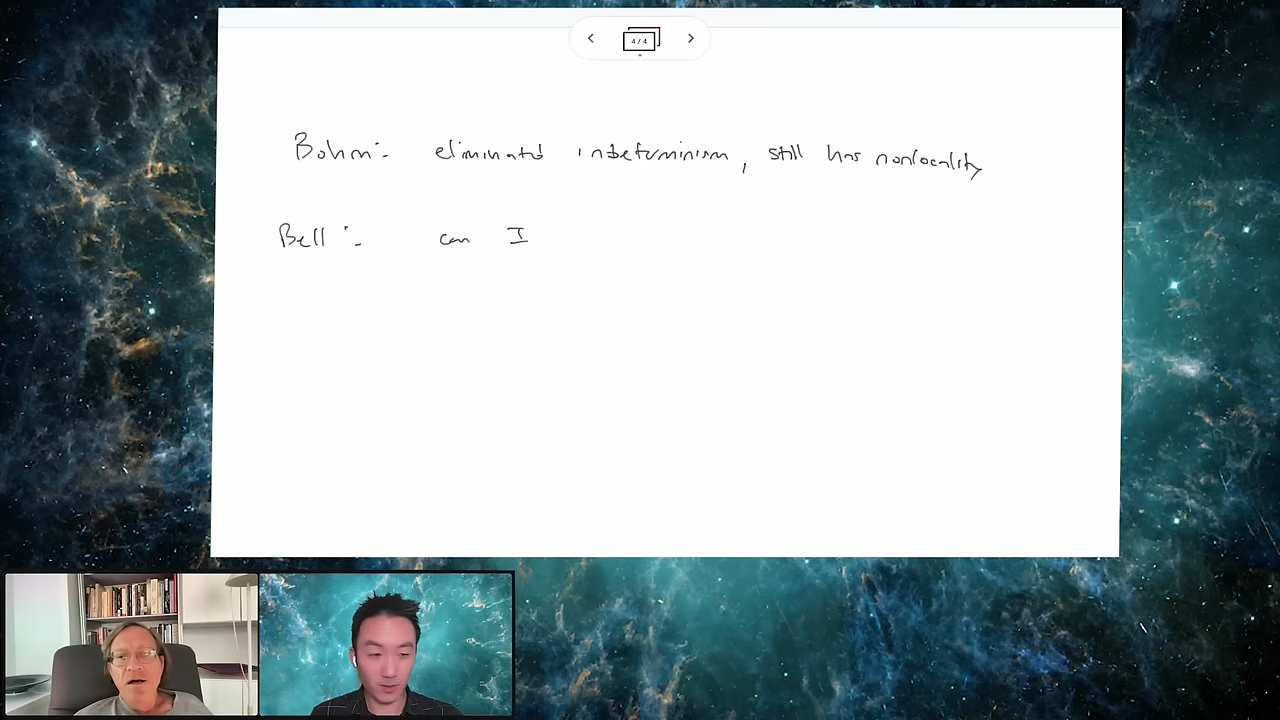 4 / 4
Bohm: eliminated indeterminism, still has nonlocality
Bell: can I